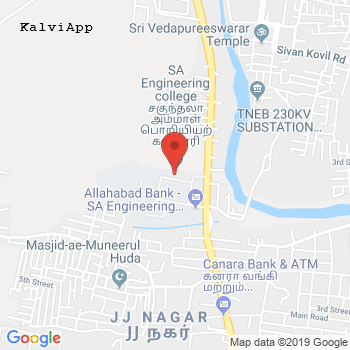 KalviApp
Sri Vedapureeswarar
Temple
Sivan Kovil Rd
SA
Engineering
college
சகுந்தலா
அம்மாள்
பொறியியற்
TNEB 230KV
SUBSTATION...
3rd S
Allahabad Bank -
SA Engineering...
Masjid-ae-Muneerul
Huda
5th Street
Canara Bank & ATM
கனரா வங்கி
மற்றும்...
3rd Street
Main Road
JJ NAGAR
JJ நகர்
Google
Map data ©2019 Google